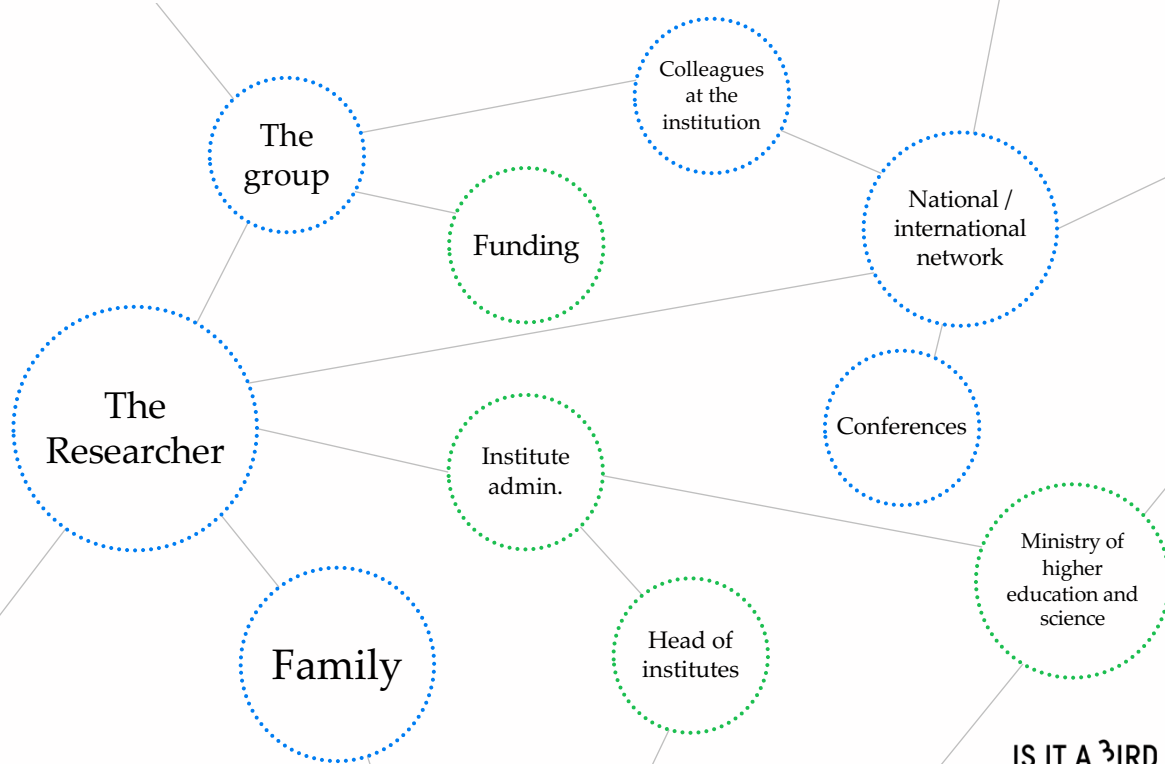 Colleagues
at the
institution
The
group
National /
international
network
Funding
The
Researcher
Conferences
Institute
admin.
Ministry of
higher
education and
science
Head of
institutes
Family
IS IT A BIRD